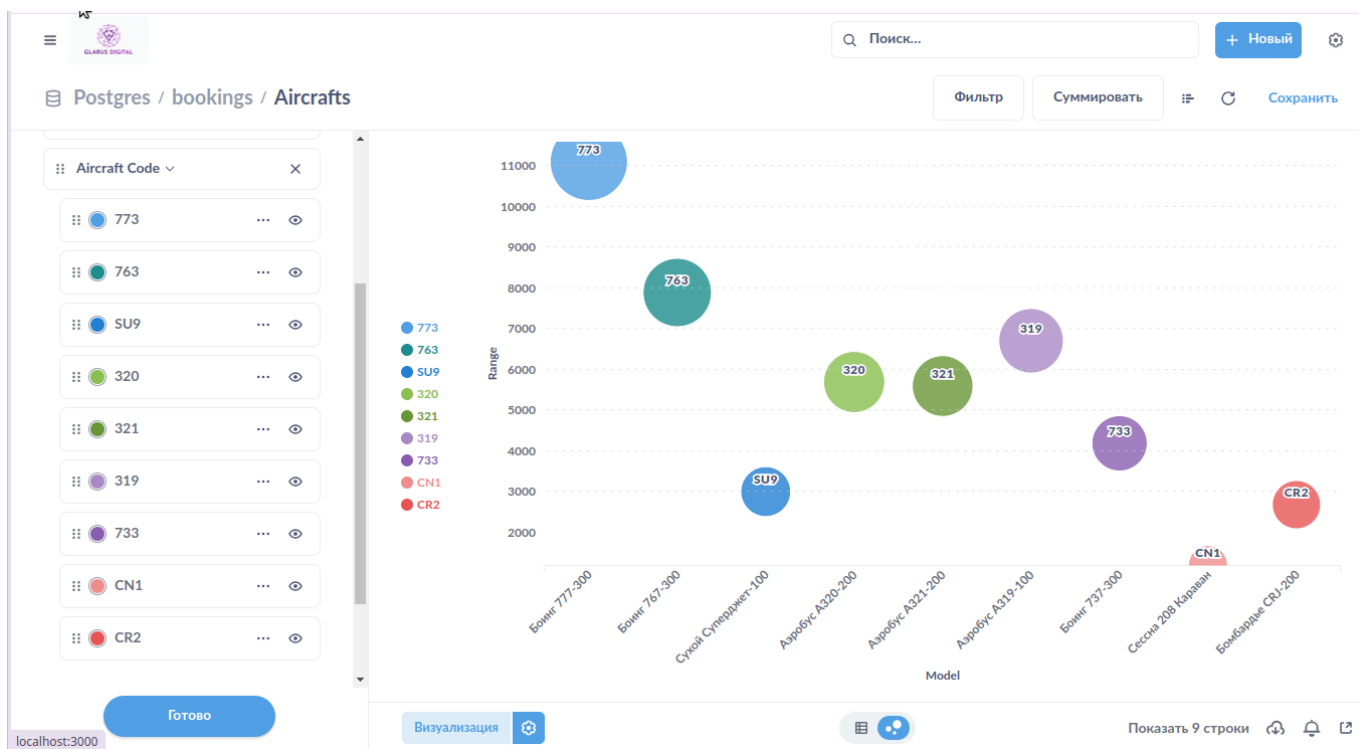 GLARUS DIGITAL
Поиск...
+ Новый
Postgres / bookings / Aircrafts
Фильтр
Суммировать
Сохранить
Aircraft Code
773
763
SU9
320
321
319
733
CN1
CR2
Готово
localhost:3000
773
763
SU9
320
321
319
733
CN1
CR2
Range
11000
10000
9000
8000
7000
6000
5000
4000
3000
2000
773
763
319
320
321
733
SU9
CR2
CN1
Боинг 777-300
Боинг 767-300
Сухой Суперджет-100
Аэробус A320-200
Аэробус A321-200
Аэробус A319-100
Боинг 737-300
Сессна 208 Караван
Бомбардье CRJ-200
Model
Визуализация
Показать 9 строки